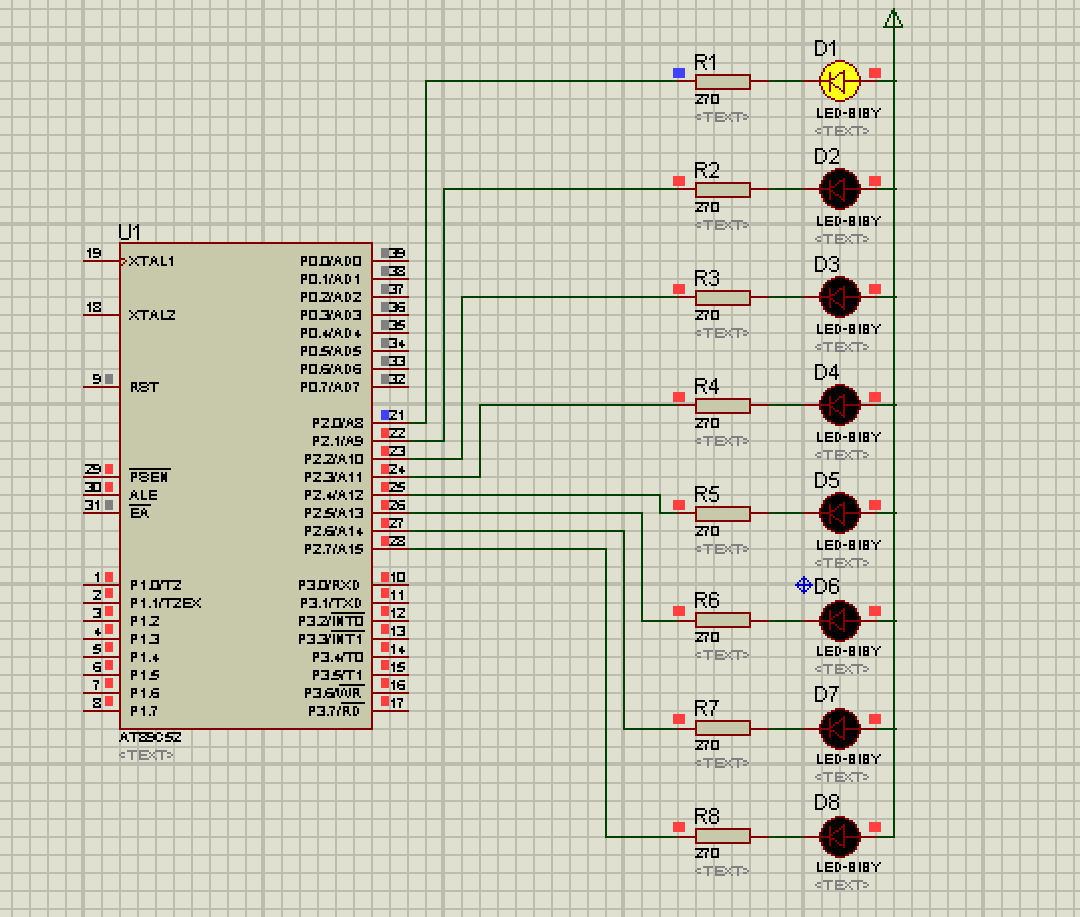 U1
19 XTAL1
18 XTAL2
9 RST
29 PSEN
30 ALE
31 EA
1 P1.0/T2
2 P1.1/T2EX
3 P1.2
4 P1.3
5 P1.4
6 P1.5
7 P1.6
8 P1.7
P0.0/AD0 39
P0.1/AD1 38
P0.2/AD2 37
P0.3/AD3 36
P0.4/AD4 35
P0.5/AD5 34
P0.6/AD6 33
P0.7/AD7 32
P2.0/A8 21
P2.1/A9 22
P2.2/A10 23
P2.3/A11 24
P2.4/A12 25
P2.5/A13 26
P2.6/A14 27
P2.7/A15 28
P3.0/RXD 10
P3.1/TXD 11
P3.2/INT0 12
P3.3/INT1 13
P3.4/T0 14
P3.5/T1 15
P3.6/WR 16
P3.7/RD 17
AT89C52
<TEXT>
R1
270
<TEXT>
D1
LED-BIBY
<TEXT>
R2
270
<TEXT>
D2
LED-BIBY
<TEXT>
R3
270
<TEXT>
D3
LED-BIBY
<TEXT>
R4
270
<TEXT>
D4
LED-BIBY
<TEXT>
R5
270
<TEXT>
D5
LED-BIBY
<TEXT>
R6
270
<TEXT>
D6
LED-BIBY
<TEXT>
R7
270
<TEXT>
D7
LED-BIBY
<TEXT>
R8
270
<TEXT>
D8
LED-BIBY
<TEXT>